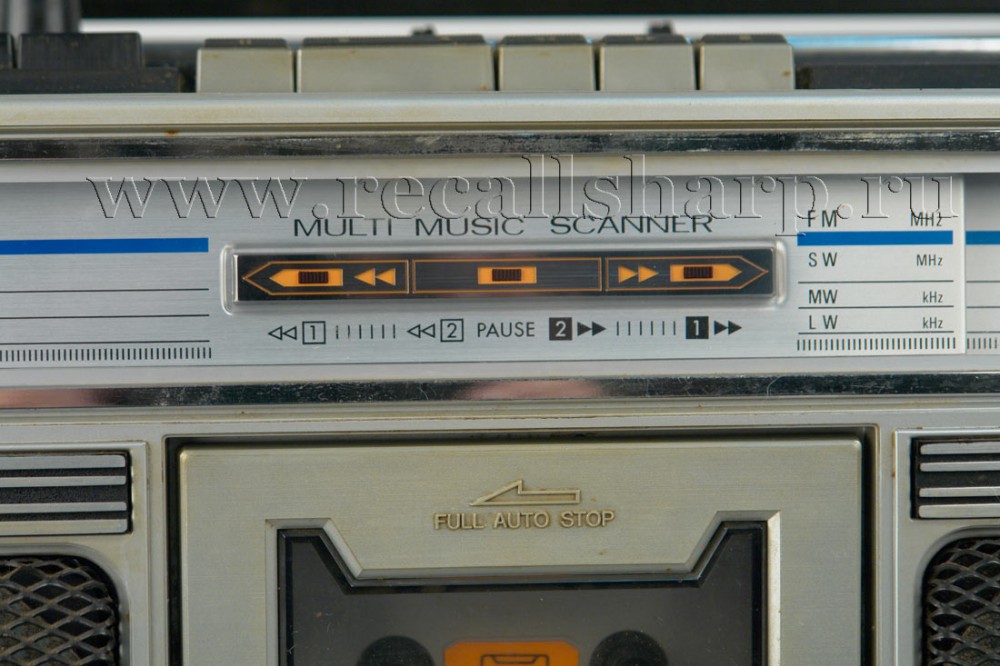 www.recallsharp.ru
MULTI MUSIC SCANNER
FM MHz
SW MHz
MW kHz
LW kHz
1 2 PAUSE 2 1
FULL AUTO STOP